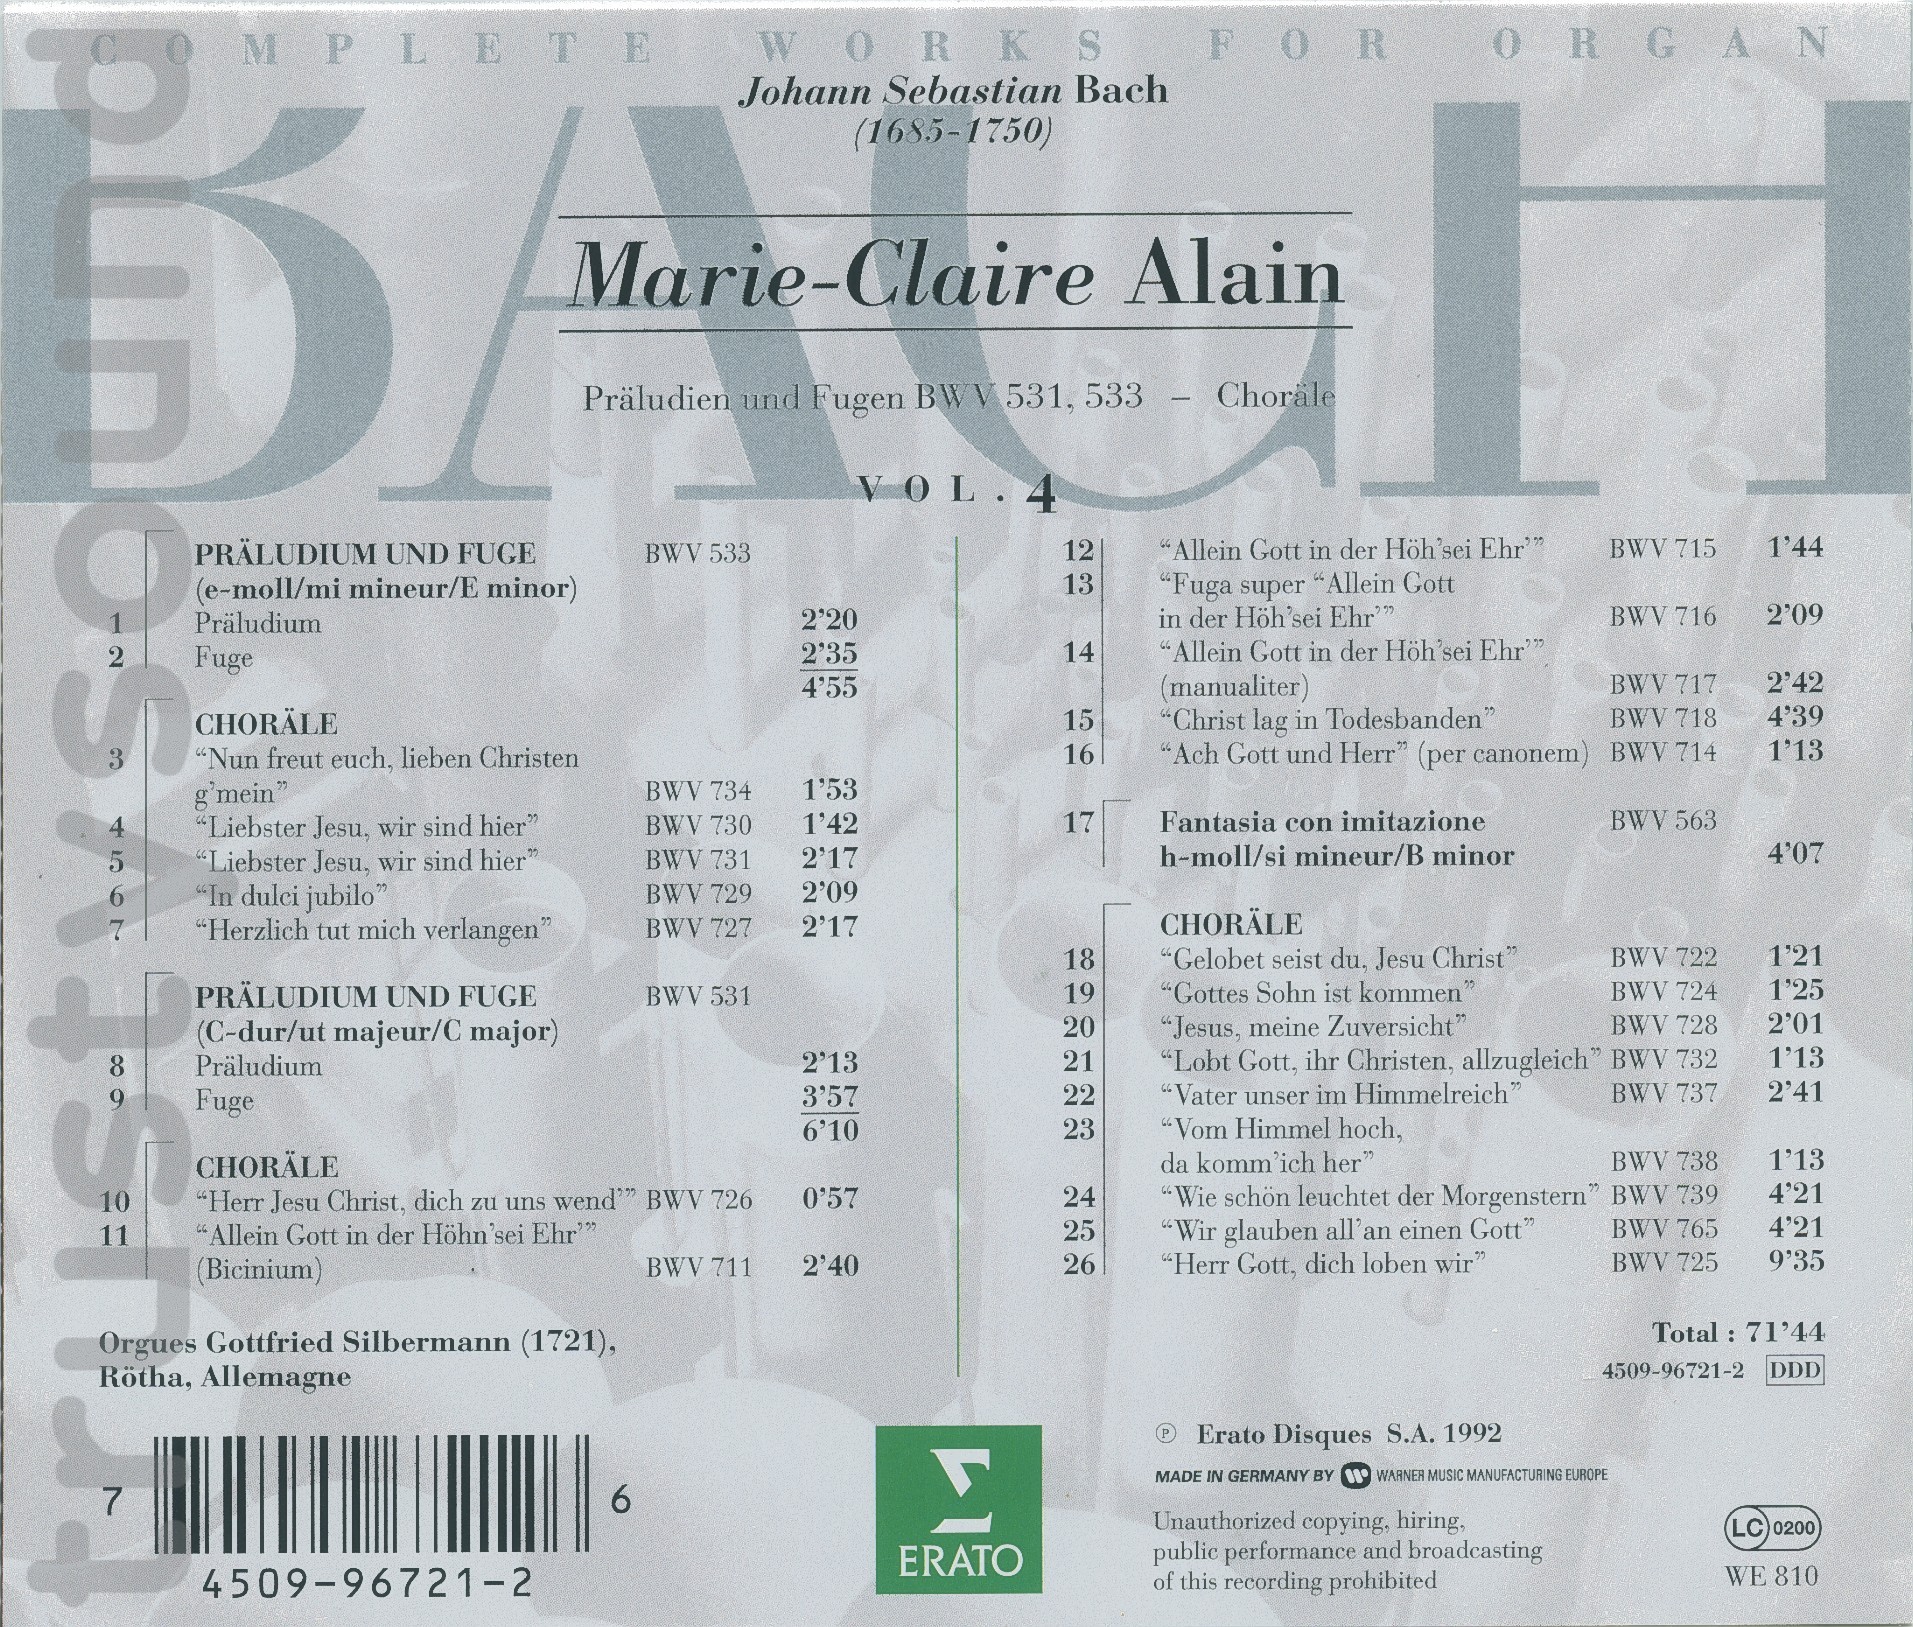 COMPLETE WORKS FOR ORGAN
BACH
Johann Sebastian Bach
(1685-1750)
Marie-Claire Alain
Präludien und Fugen BWV 531, 533 – Choräle
VOL. 4
PRÄLUDIUM UND FUGE BWV 533
(e-moll/mi mineur/E minor)
1 Präludium 2'20
2 Fuge 2'35
4'55
CHORÄLE
3 “Nun freut euch, lieben Christen
g'mein” BWV 734 1'53
4 “Liebster Jesu, wir sind hier” BWV 730 1'42
5 “Liebster Jesu, wir sind hier” BWV 731 2'17
6 “In dulci jubilo” BWV 729 2'09
7 “Herzlich tut mich verlangen” BWV 727 2'17
PRÄLUDIUM UND FUGE BWV 531
(C-dur/ut majeur/C major)
8 Präludium 2'13
9 Fuge 3'57
6'10
CHORÄLE
10 “Herr Jesu Christ, dich zu uns wend'” BWV 726 0'57
11 “Allein Gott in der Höhn'sei Ehr'”
(Bicinium) BWV 711 2'40
12 “Allein Gott in der Höh'sei Ehr'” BWV 715 1'44
13 “Fuga super “Allein Gott
in der Höh'sei Ehr'” BWV 716 2'09
14 “Allein Gott in der Höh'sei Ehr'”
(manualiter) BWV 717 2'42
15 “Christ lag in Todesbanden” BWV 718 4'39
16 “Ach Gott und Herr” (per canonem) BWV 714 1'13
17 Fantasia con imitazione BWV 563
h-moll/si mineur/B minor 4'07
CHORÄLE
18 “Gelobet seist du, Jesu Christ” BWV 722 1'21
19 “Gottes Sohn ist kommen” BWV 724 1'25
20 “Jesus, meine Zuversicht” BWV 728 2'01
21 “Lobt Gott, ihr Christen, allzugleich” BWV 732 1'13
22 “Vater unser im Himmelreich” BWV 737 2'41
23 “Vom Himmel hoch,
da komm'ich her” BWV 738 1'13
24 “Wie schön leuchtet der Morgenstern” BWV 739 4'21
25 “Wir glauben all'an einen Gott” BWV 765 4'21
26 “Herr Gott, dich loben wir” BWV 725 9'35
Orgues Gottfried Silbermann (1721),
Rötha, Allemagne
Total : 71'44
4509-96721-2 DDD
7 6
4509-96721-2
ERATO
℗ Erato Disques S.A. 1992
MADE IN GERMANY BY WARNER MUSIC MANUFACTURING EUROPE
Unauthorized copying, hiring,
public performance and broadcasting
of this recording prohibited
LC 0200
WE 810
trustysound